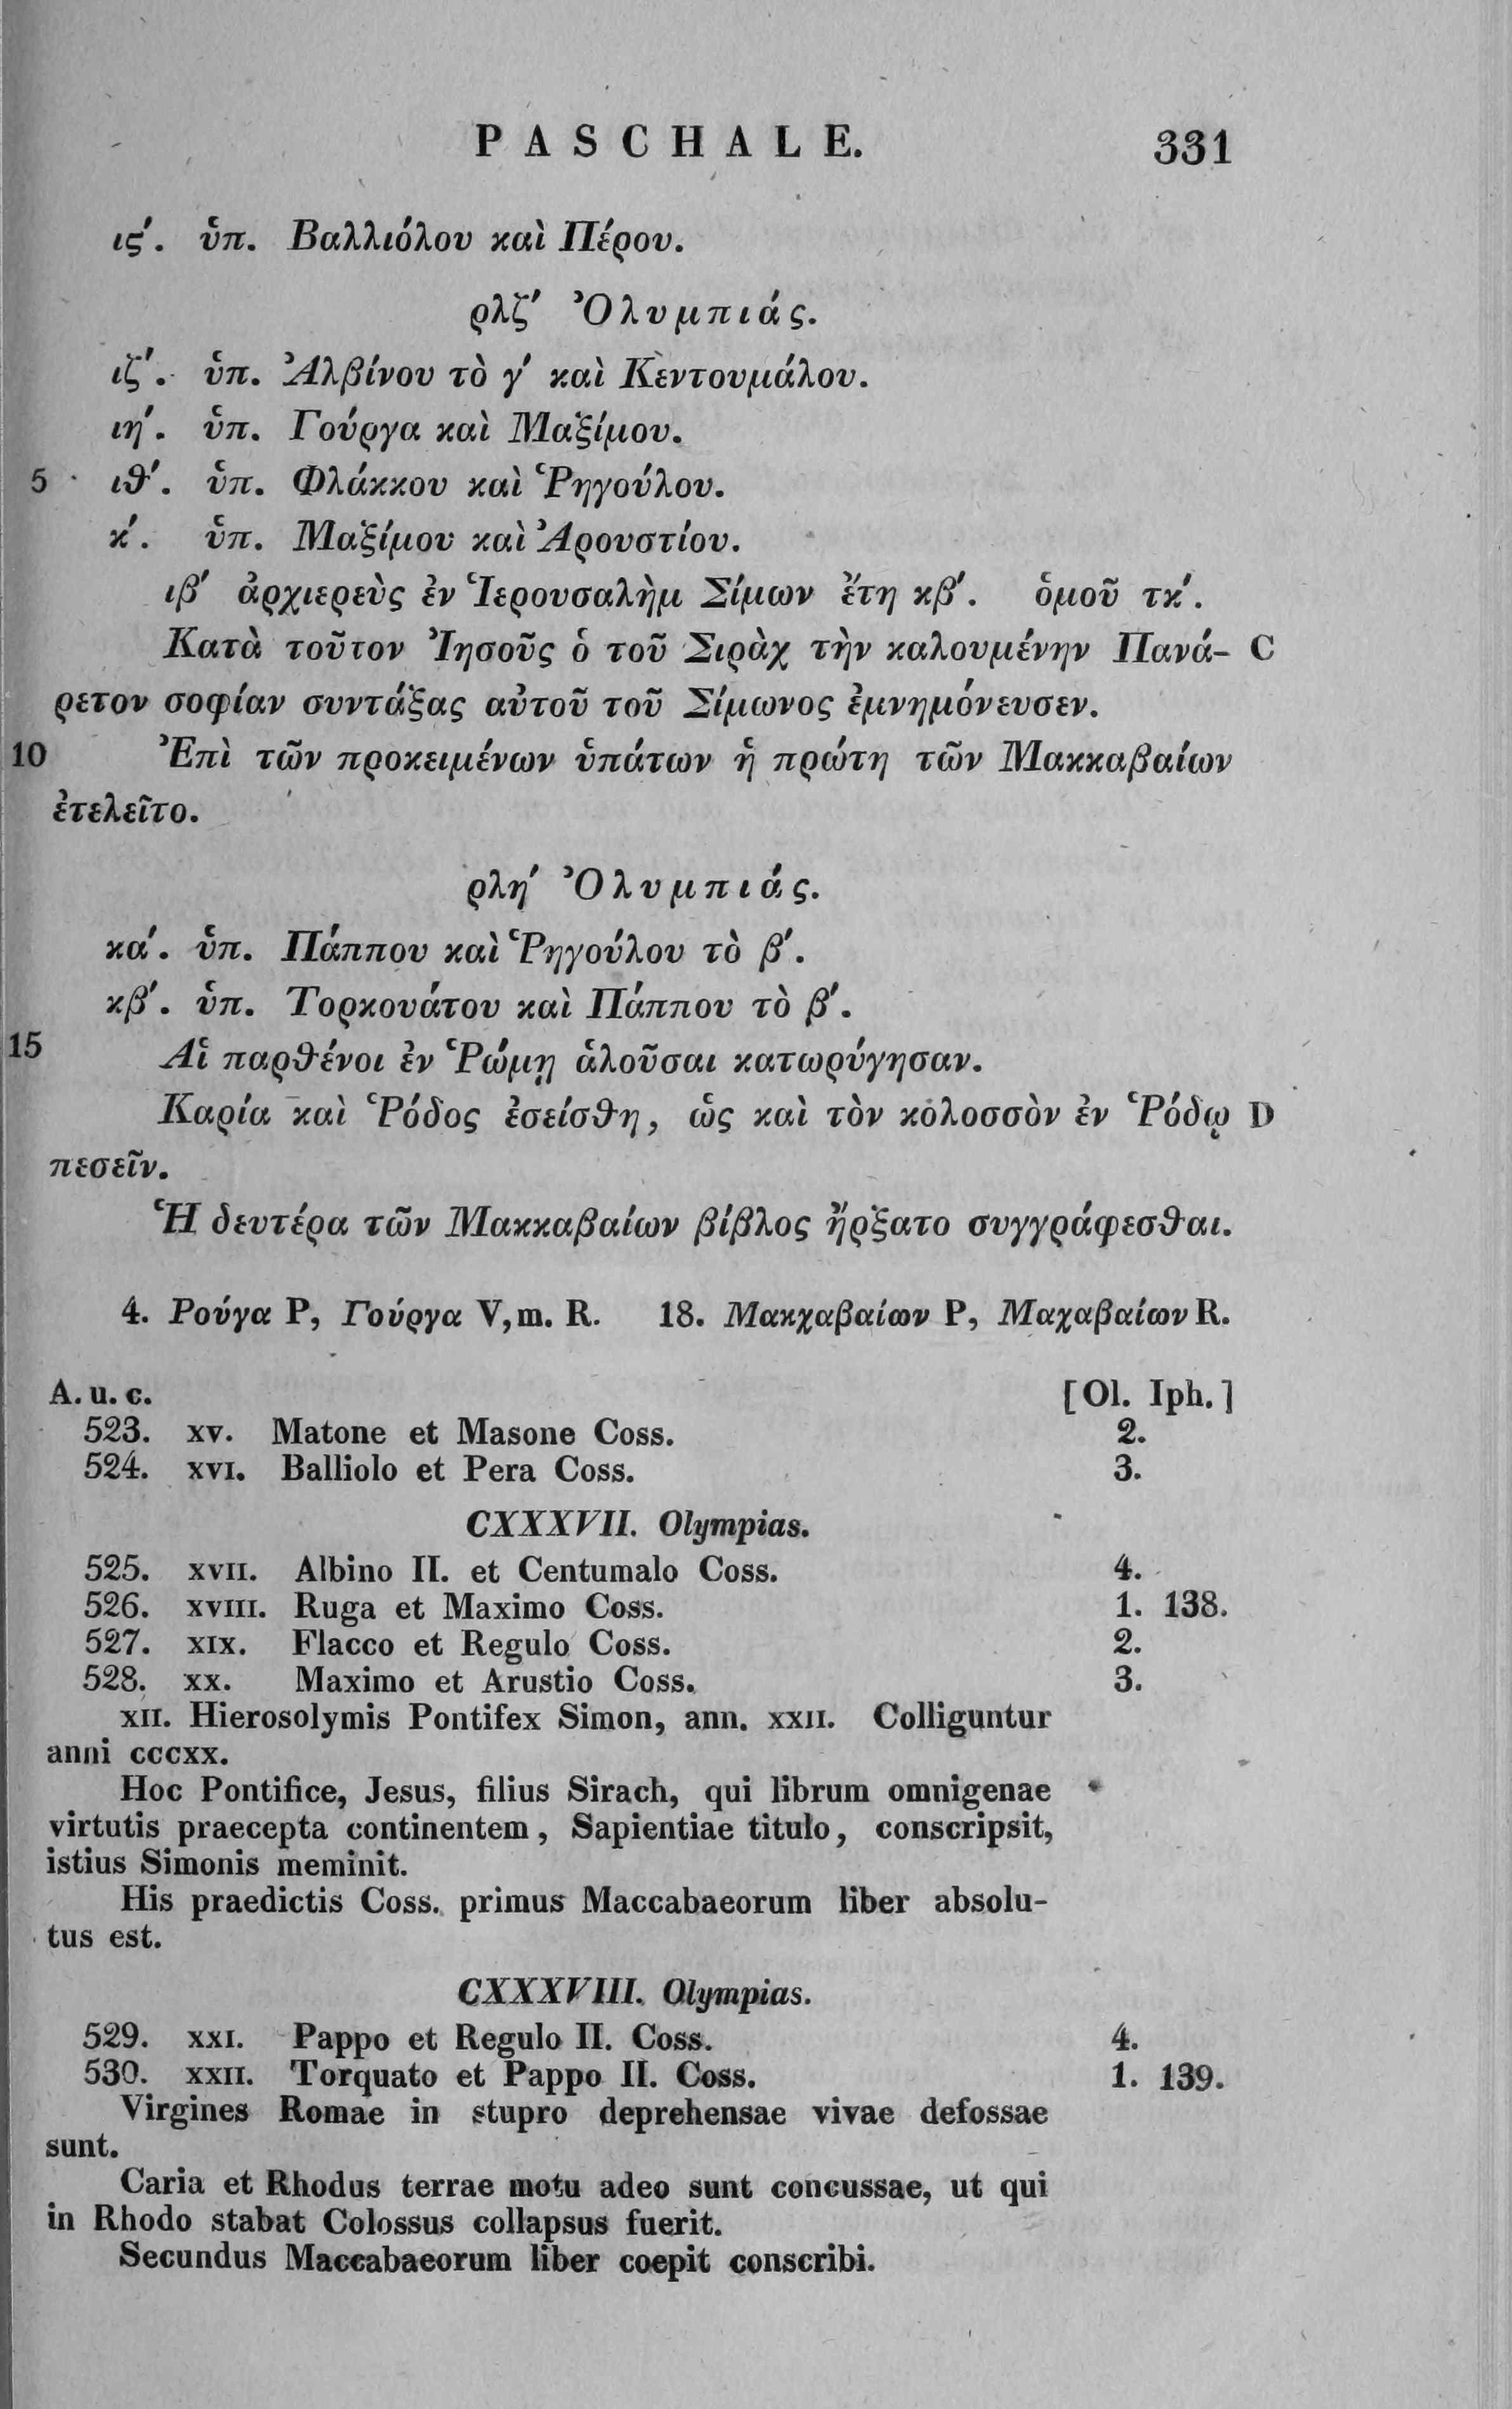 PASCHALE. 331
ις΄. ὑπ. Βαλλιόλου καὶ Πέρου.
ρλζ΄ Ὀλυμπιάς.
ιζ΄. ὑπ. Ἀλβίνου τὸ γ΄ καὶ Κεντουμάλου.
ιη΄. ὑπ. Γούργα καὶ Μαξίμου.
5 ιθ΄. ὑπ. Φλάκκου καὶ Ῥηγούλου.
κ΄. ὑπ. Μαξίμου καὶ Ἀρουστίου.
ιβ΄ ἀρχιερεὺς ἐν Ἱερουσαλὴμ Σίμων ἔτη κβ΄. ὁμοῦ τκ΄.
Κατὰ τοῦτον Ἰησοῦς ὁ τοῦ Σιρὰχ τὴν καλουμένην Πανά- C
ρετον σοφίαν συντάξας αὐτοῦ τοῦ Σίμωνος ἐμνημόνευσεν.
10 Ἐπὶ τῶν προκειμένων ὑπάτων ἡ πρώτη τῶν Μακκαβαίων
ἐτελεῖτο.
ρλη΄ Ὀλυμπιάς.
κα΄. ὑπ. Πάππου καὶ Ῥηγούλου τὸ β΄.
κβ΄. ὑπ. Τορκουάτου καὶ Πάππου τὸ β΄.
15 Αἱ παρθένοι ἐν Ῥώμῃ ἁλοῦσαι κατωρύγησαν.
Καρία καὶ Ῥόδος ἐσείσθη, ὡς καὶ τὸν κολοσσὸν ἐν Ῥόδῳ D
πεσεῖν.
Ἡ δευτέρα τῶν Μακκαβαίων βίβλος ἤρξατο συγγράφεσθαι.
4. Ρούγα P, Γούργα V, m. R. 18. Μακχαβαίων P, Μαχαβαίων R.
A. u. c. [Ol. Iph.]
523. xv. Matone et Masone Coss. 2.
524. xvi. Balliolo et Pera Coss. 3.
CXXXVII. Olympias.
525. xvii. Albino II. et Centumalo Coss. 4.
526. xviii. Ruga et Maximo Coss. 1. 138.
527. xix. Flacco et Regulo Coss. 2.
528. xx. Maximo et Arustio Coss. 3.
xii. Hierosolymis Pontifex Simon, ann. xxii. Colliguntur
anni cccxx.
Hoc Pontifice, Jesus, filius Sirach, qui librum omnigenae
virtutis praecepta continentem, Sapientiae titulo, conscripsit,
istius Simonis meminit.
His praedictis Coss. primus Maccabaeorum liber absolu-
tus est.
CXXXVIII. Olympias.
529. xxi. Pappo et Regulo II. Coss. 4.
530. xxii. Torquato et Pappo II. Coss. 1. 139.
Virgines Romae in stupro deprehensae vivae defossae
sunt.
Caria et Rhodus terrae motu adeo sunt concussae, ut qui
in Rhodo stabat Colossus collapsus fuerit.
Secundus Maccabaeorum liber coepit conscribi.